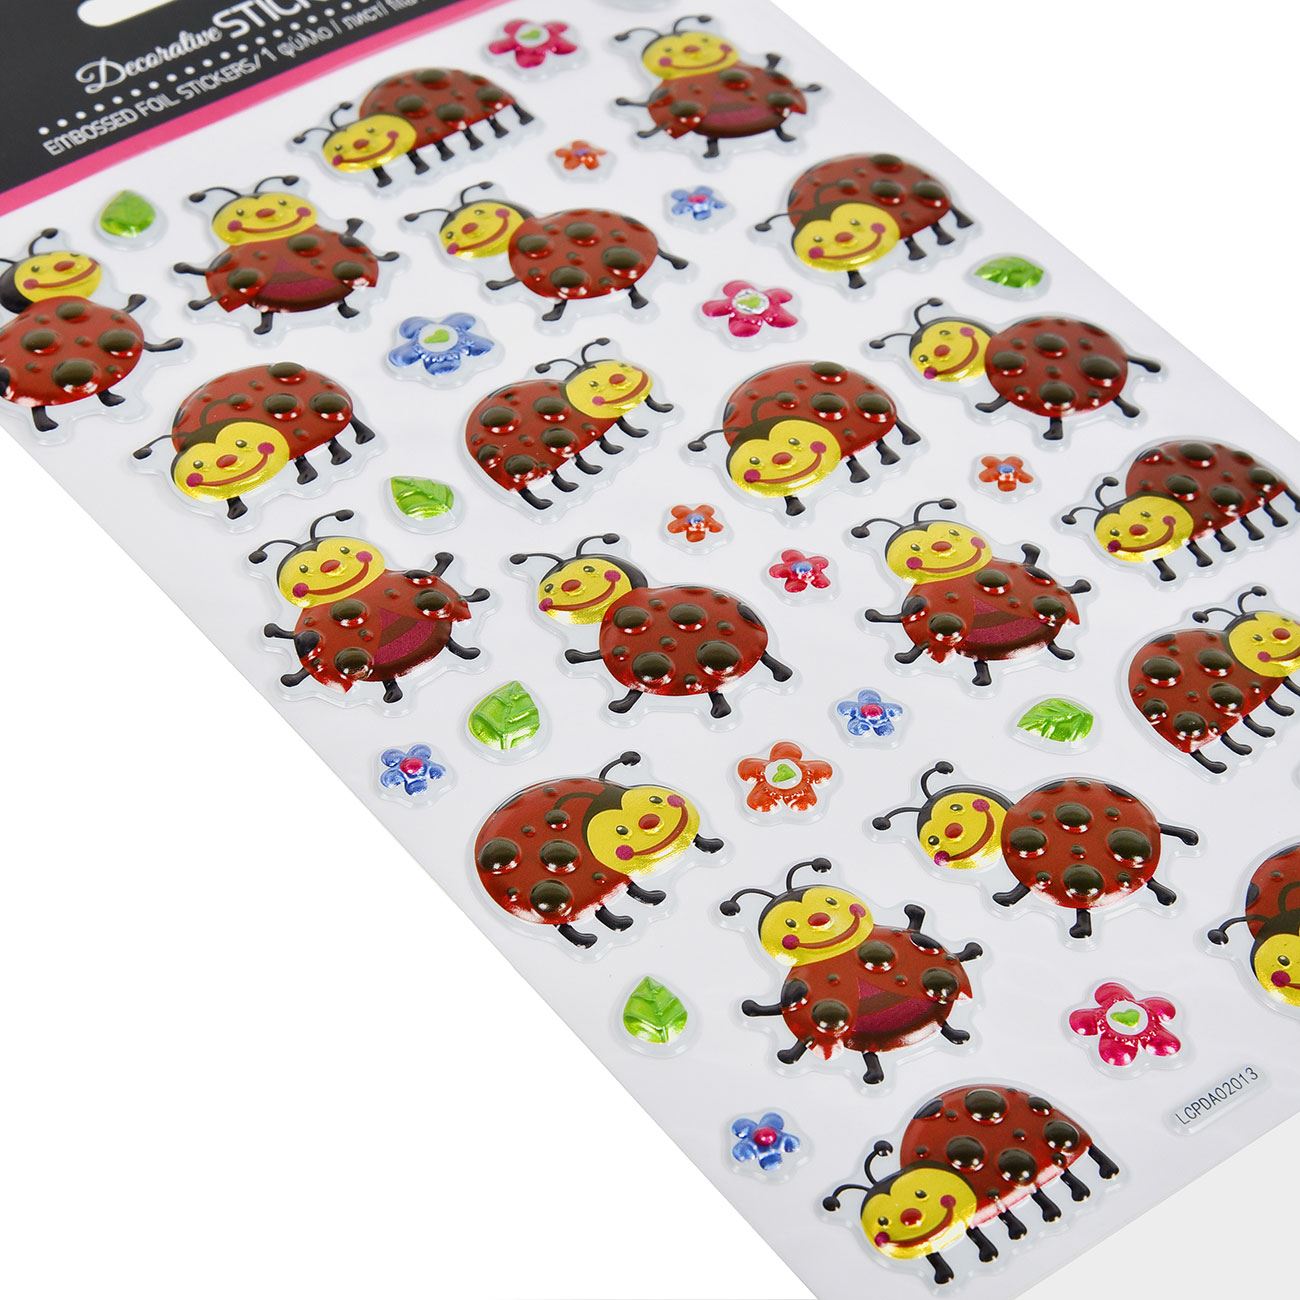 Decorative STICK
EMBOSSED FOIL STICKERS/1 φύλλο / лист/
LCPDA02013